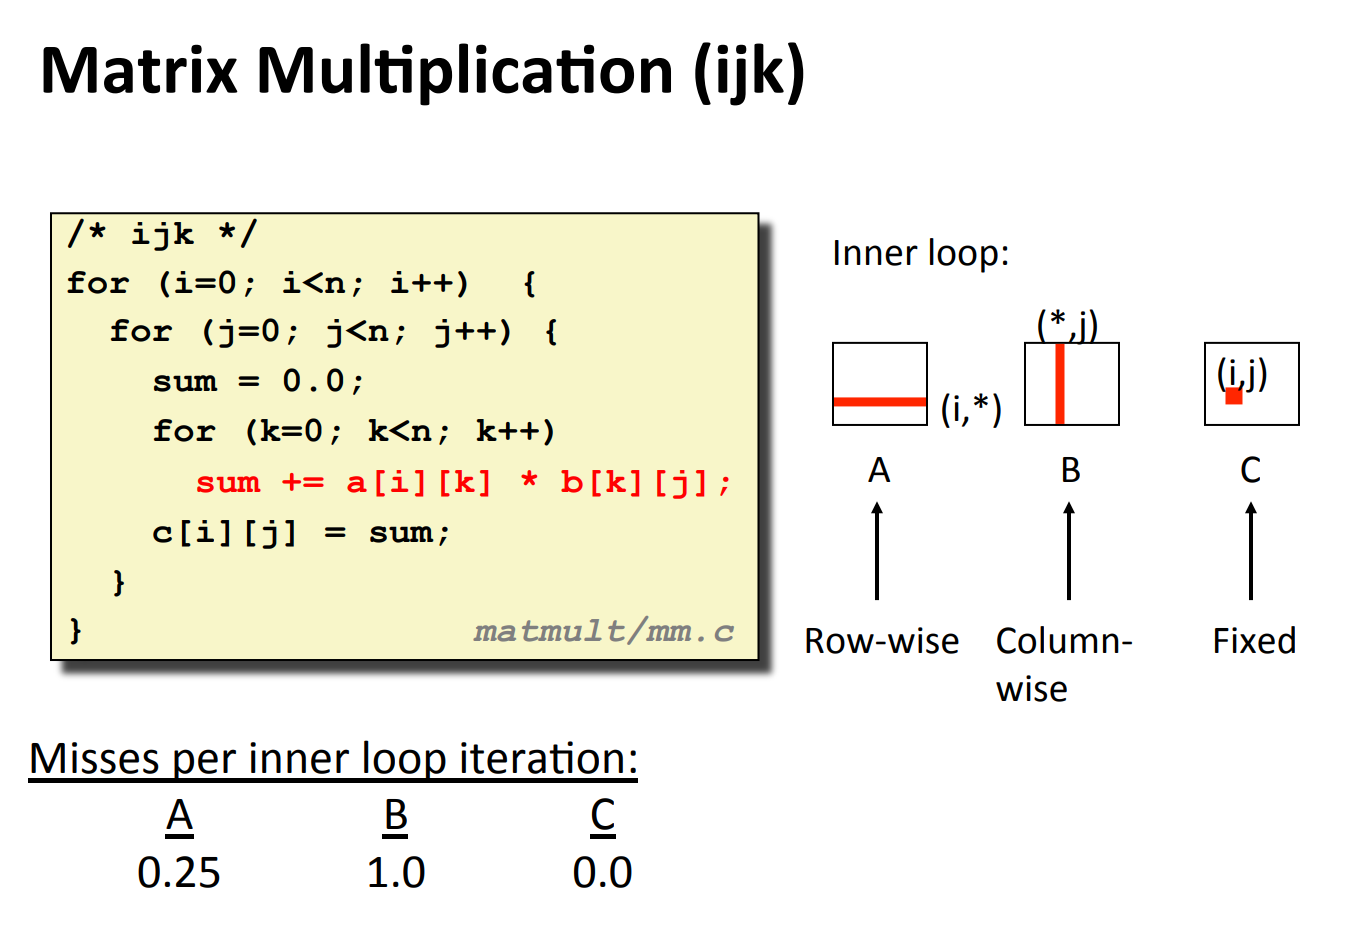 Matrix Multiplication (ijk)
/* ijk */
for (i=0; i<n; i++)  {
  for (j=0; j<n; j++) {
    sum = 0.0;
    for (k=0; k<n; k++)
      sum += a[i][k] * b[k][j];
    c[i][j] = sum;
  }
}
matmult/mm.c
Inner loop:
(*,j)
(i,j)
(i,*)
A B C
Row-wise Column- Fixed
wise
Misses per inner loop iteration:
A B C
0.25 1.0 0.0